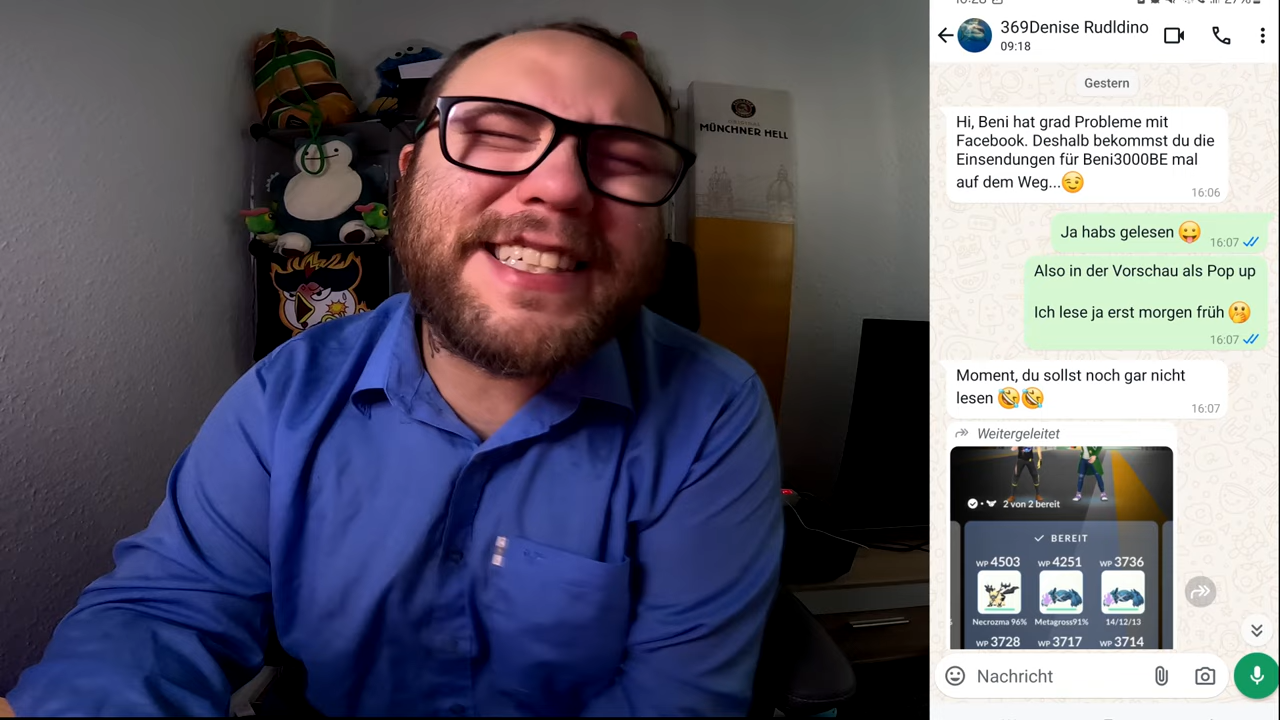 MÜNCHNER HELL
369Denise Rudldino
09:18
Gestern
Hi, Beni hat grad Probleme mit
Facebook. Deshalb bekommst du die
Einsendungen für Beni3000BE mal
auf dem Weg...😉
16:06
Ja habs gelesen 😛
16:07
Also in der Vorschau als Pop up
Ich lese ja erst morgen früh 🤭
16:07
Moment, du sollst noch gar nicht
lesen 🤣🤣
16:07
Weitergeleitet
2 von 2 bereit
BEREIT
WP 4503 WP 4251 WP 3736
Necrozma 96% Metagross91% 14/12/13
WP 3728 WP 3717 WP 3714
Nachricht